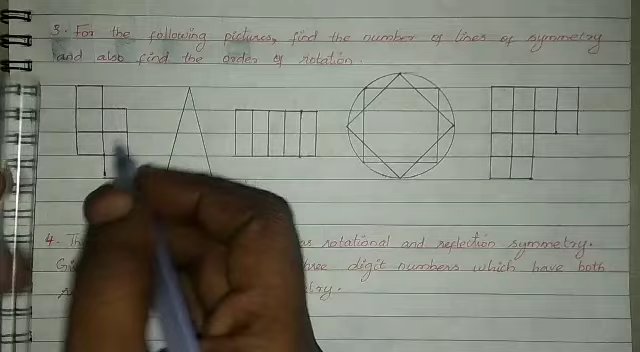 3. For the following pictures, find the number of lines of symmetry
and also find the order of rotation.
4. as rotational and reflection symmetry.
three digit numbers which have both